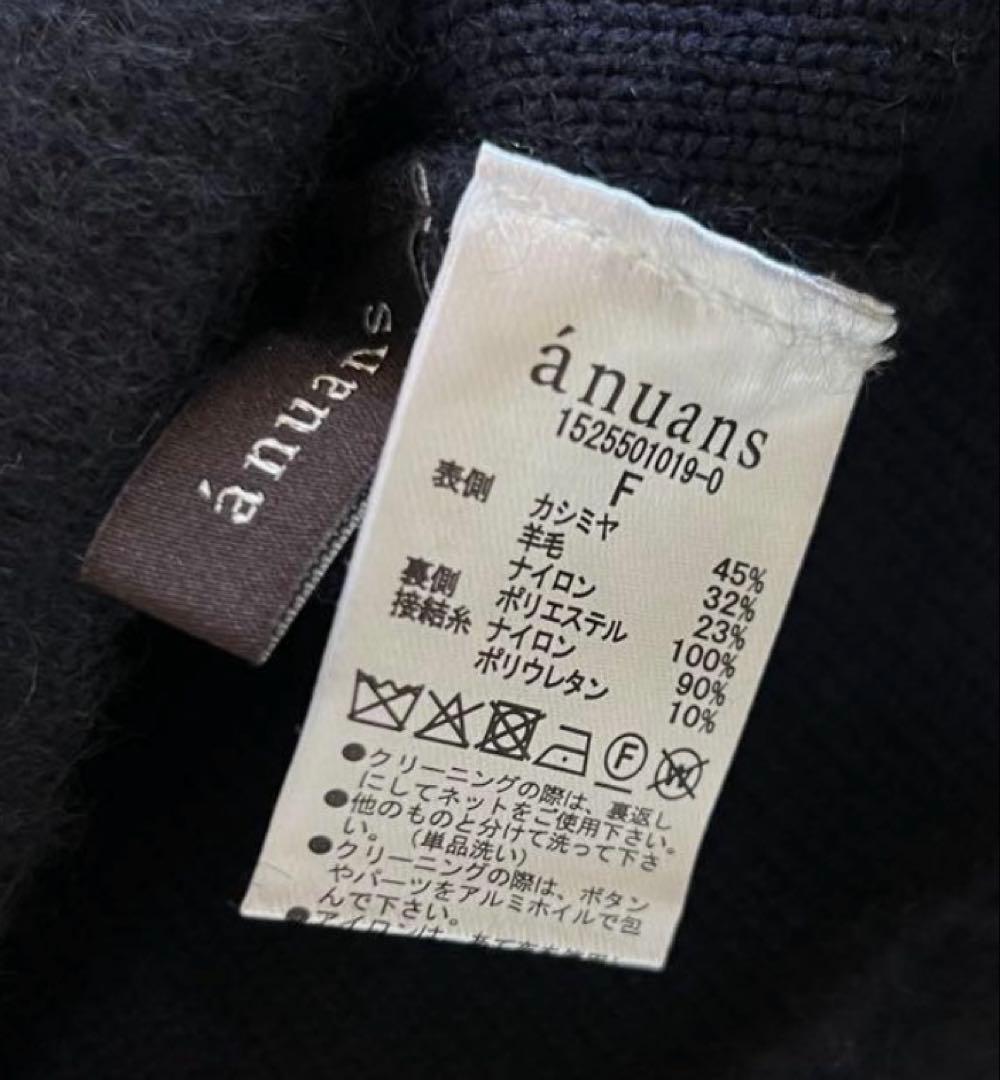 ánuans
ánuans
1525501019-0
F
表側 カシミヤ 45%
羊毛 32%
ナイロン 23%
裏側 ポリエステル 100%
接結糸 ナイロン 90%
ポリウレタン 10%
F
W
●クリーニングの際は、裏返し
にしてネットをご使用下さい。
●他のものと分けて洗って下さ
い。（単品洗い）
●クリーニングの際は、ボタン
やパーツをアルミホイルで包
んで下さい。
●アイロンは、